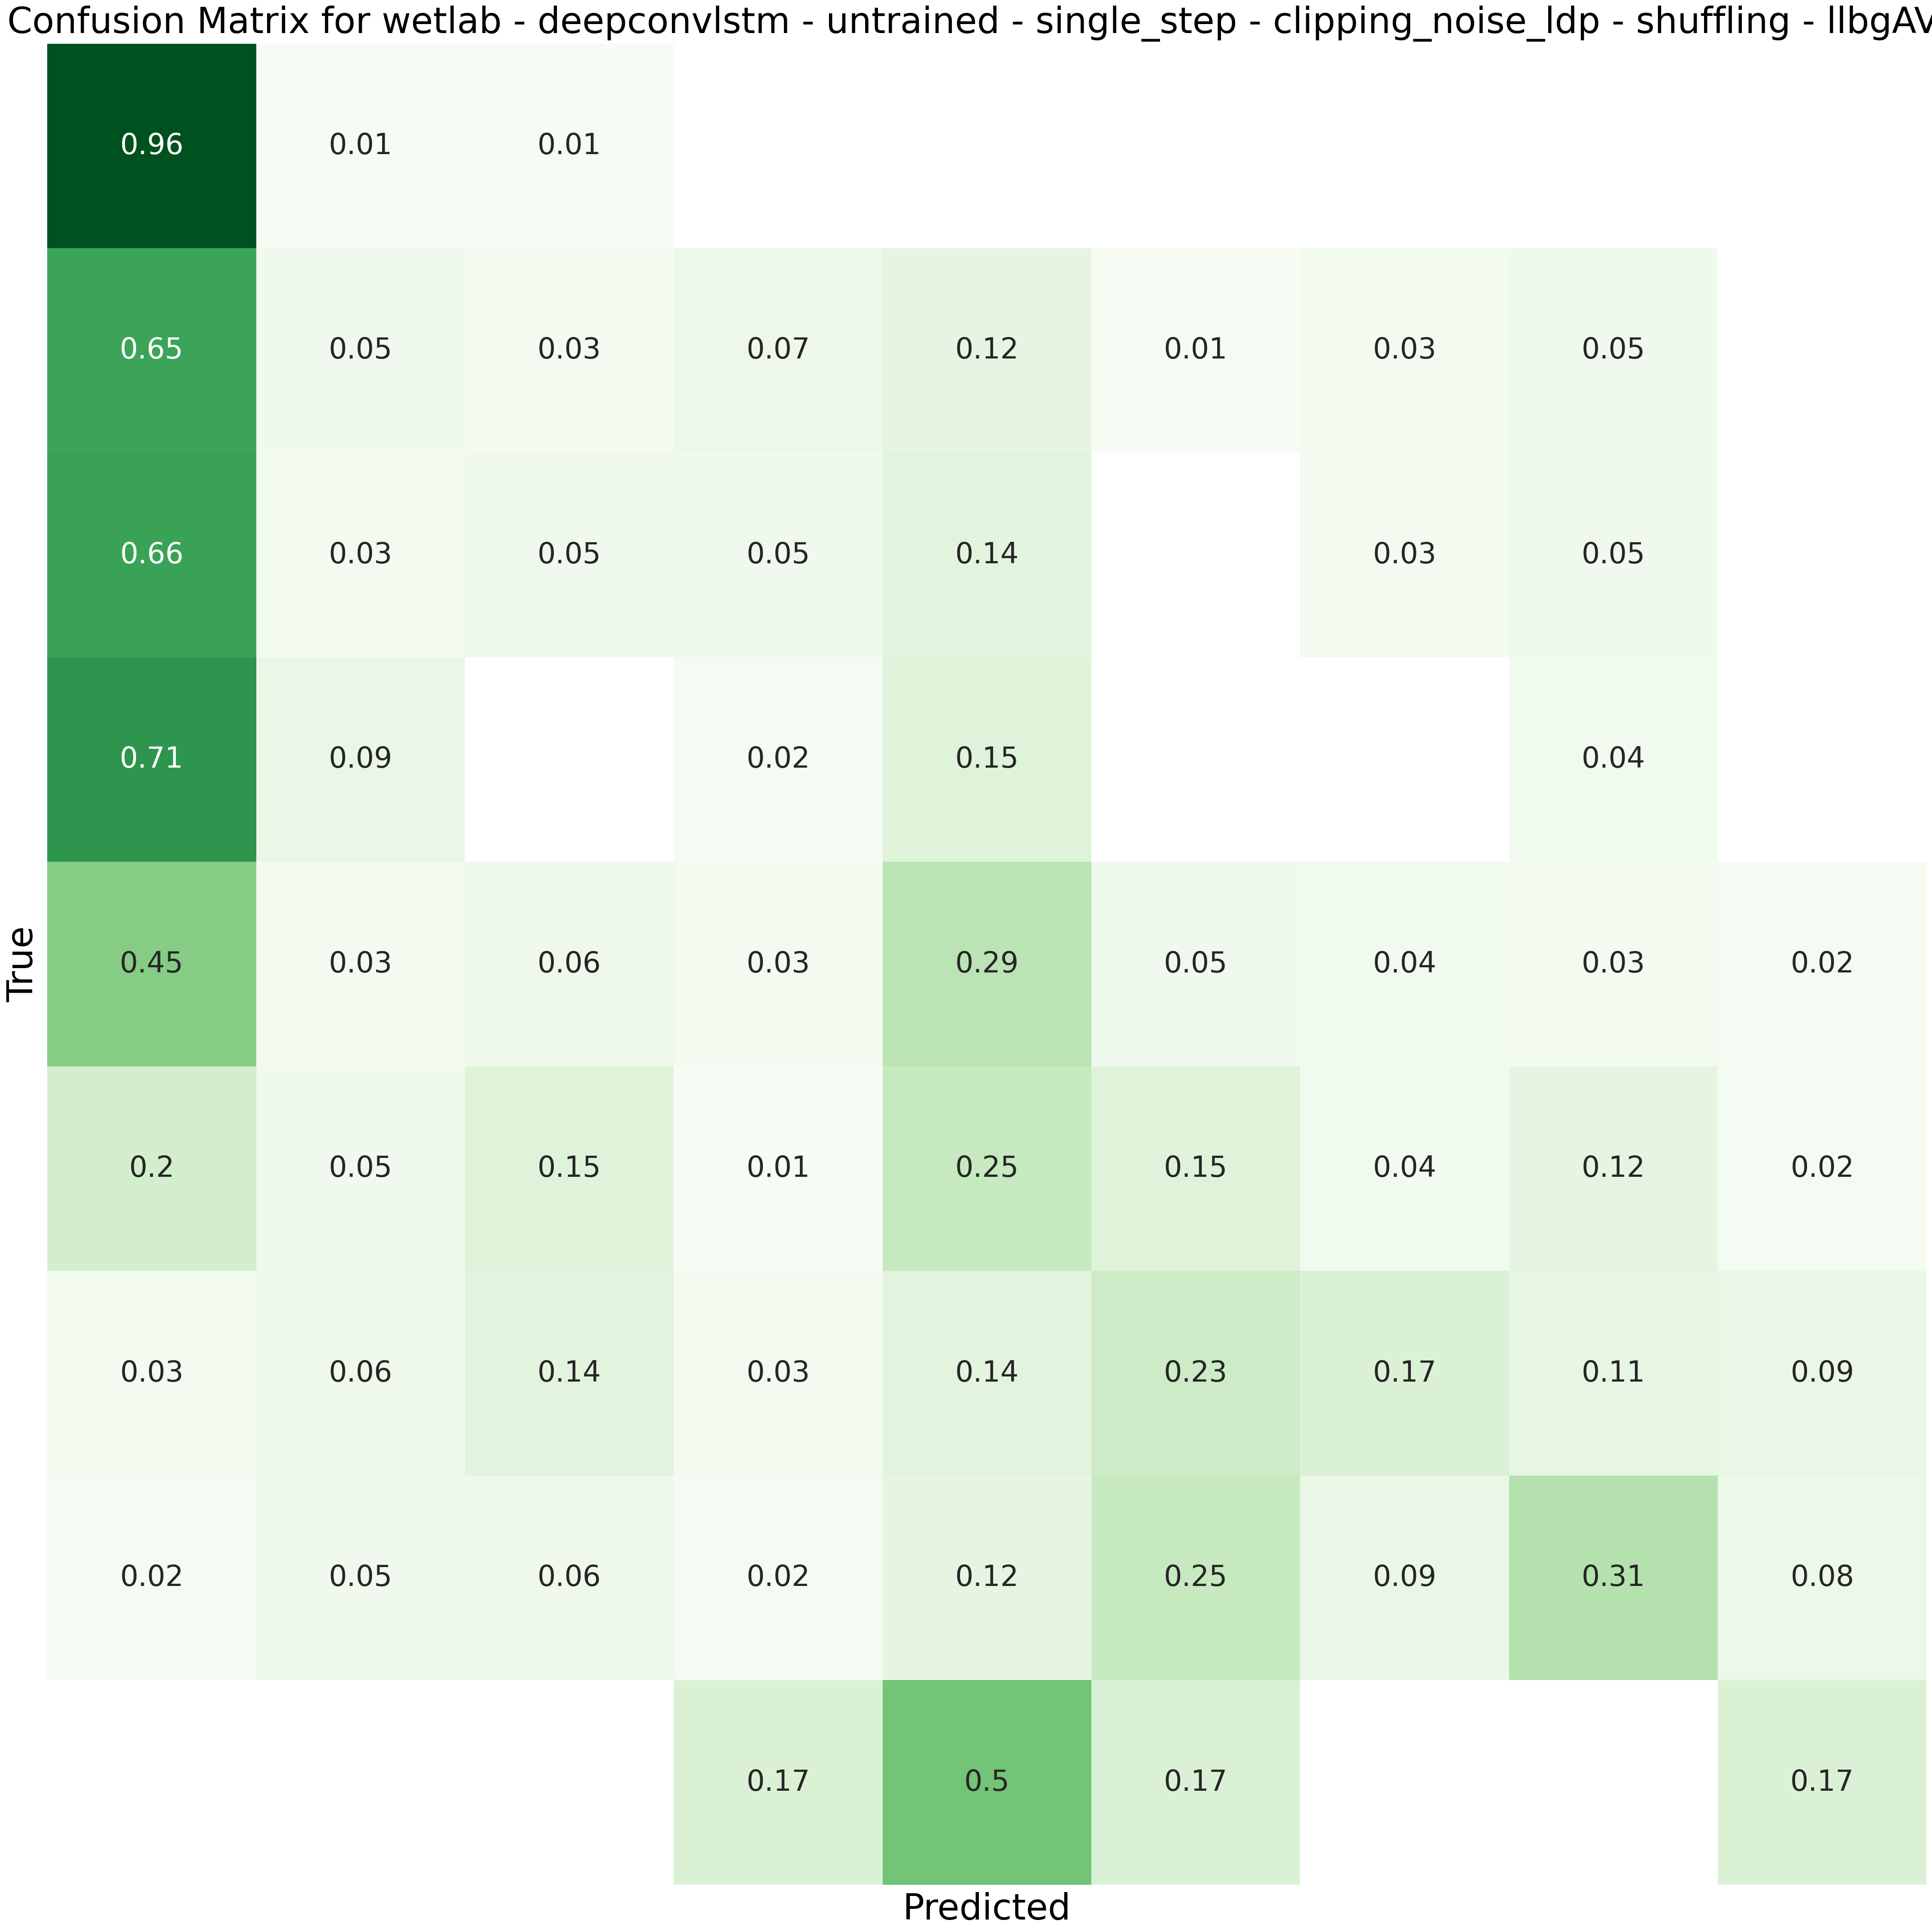 Confusion Matrix for wetlab - deepconvlstm - untrained - single_step - clipping_noise_ldp - shuffling - llbgAV
0.96 0.01 0.01
0.65 0.05 0.03 0.07 0.12 0.01 0.03 0.05
0.66 0.03 0.05 0.05 0.14 0.03 0.05
0.71 0.09 0.02 0.15 0.04
0.45 0.03 0.06 0.03 0.29 0.05 0.04 0.03 0.02
0.2 0.05 0.15 0.01 0.25 0.15 0.04 0.12 0.02
0.03 0.06 0.14 0.03 0.14 0.23 0.17 0.11 0.09
0.02 0.05 0.06 0.02 0.12 0.25 0.09 0.31 0.08
0.17 0.5 0.17 0.17
True
Predicted